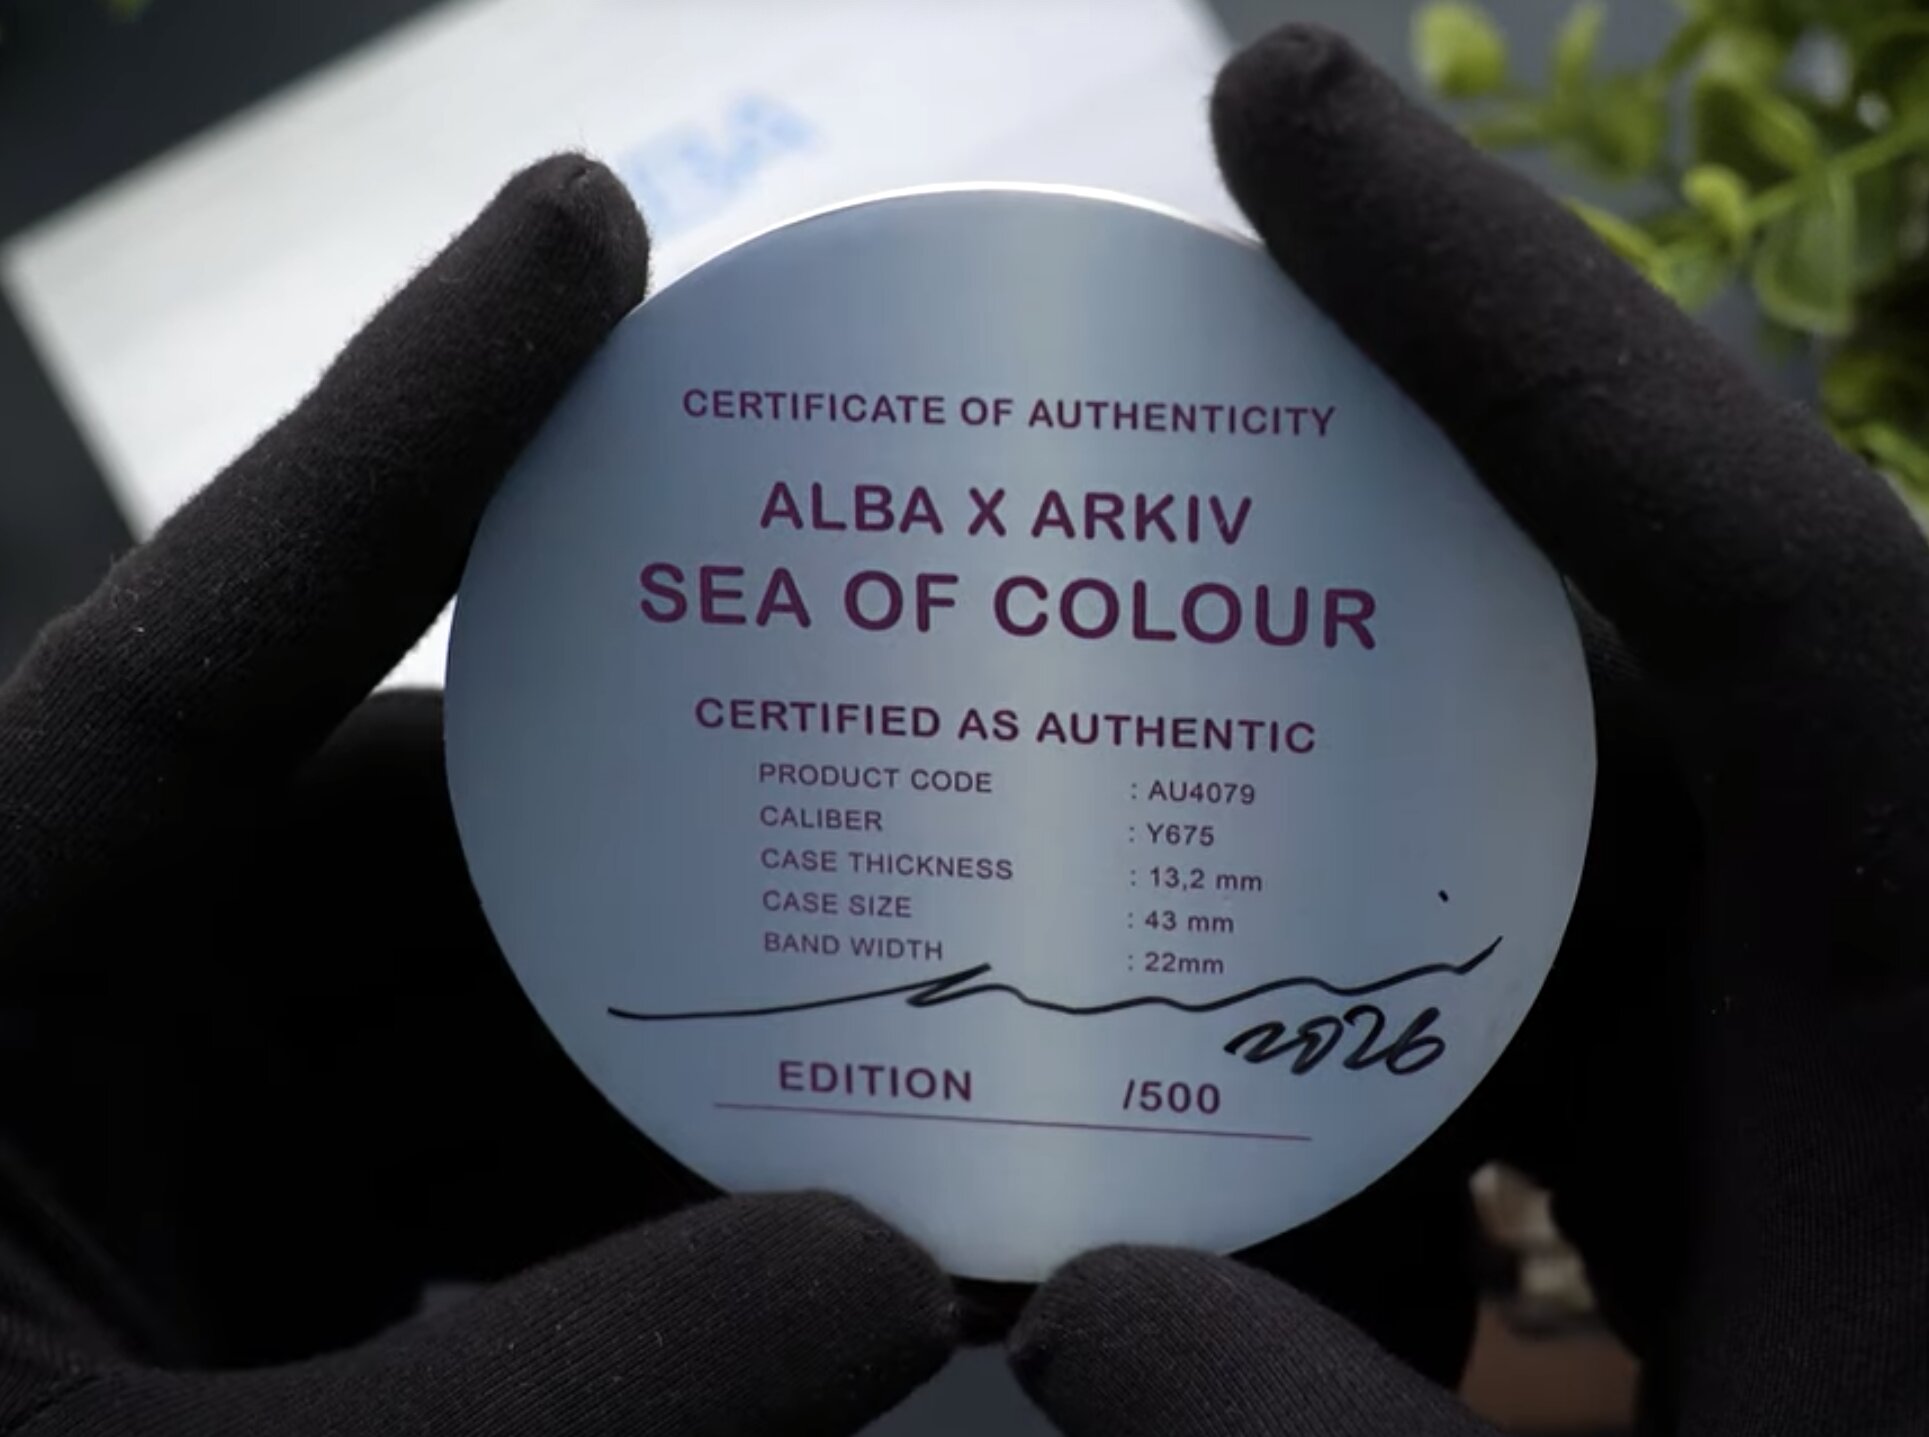 CERTIFICATE OF AUTHENTICITY
ALBA X ARKIV
SEA OF COLOUR
CERTIFIED AS AUTHENTIC
PRODUCT CODE : AU4079
CALIBER : Y675
CASE THICKNESS : 13,2 mm
CASE SIZE : 43 mm
BAND WIDTH : 22mm
2026
EDITION /500